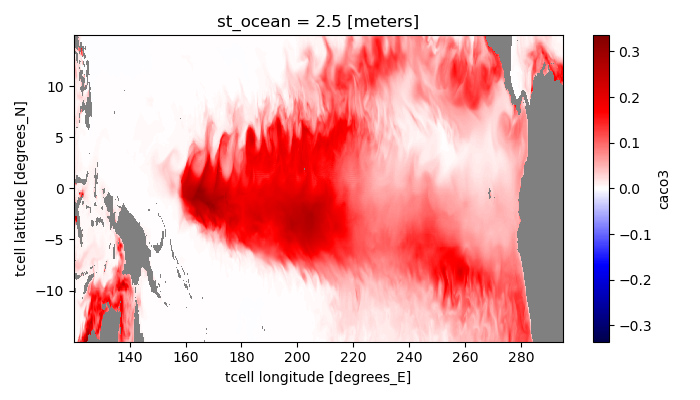 st_ocean = 2.5 [meters]
10
5
0
−5
−10
tcell latitude [degrees_N]
140 160 180 200 220 240 260 280
tcell longitude [degrees_E]
0.3
0.2
0.1
0.0
−0.1
−0.2
−0.3
caco3